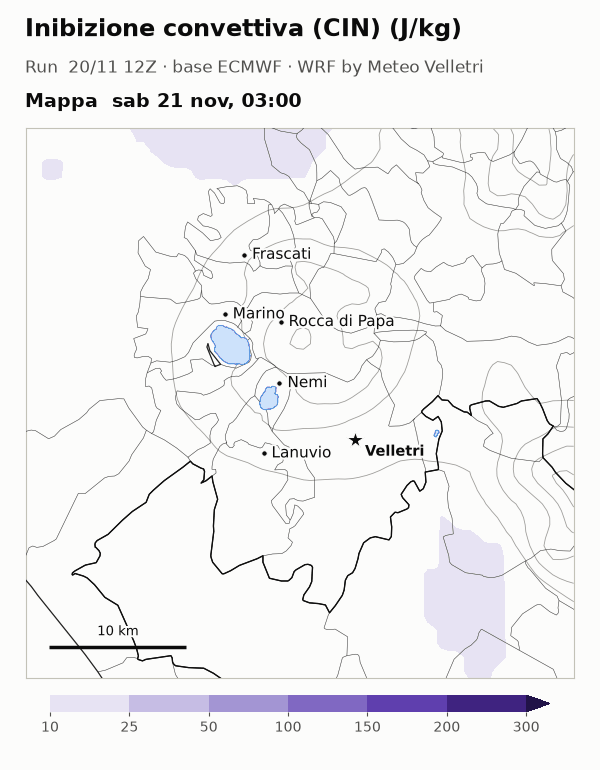 Inibizione convettiva (CIN) (J/kg)
Run  20/11 12Z · base ECMWF · WRF by Meteo Velletri
Mappa  sab 21 nov, 03:00
Frascati
Marino
Rocca di Papa
Nemi
Velletri
Lanuvio
10 km
10 25 50 100 150 200 300